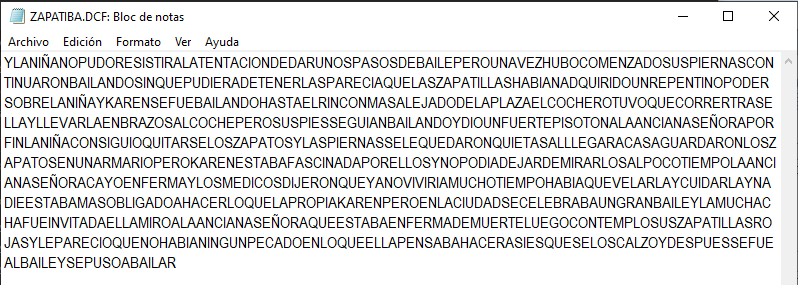 ZAPATIBA.DCF: Bloc de notas
Archivo Edición Formato Ver Ayuda
YLANIÑANOPUDORESISTIRALATENTACIONDEDARUNOSPASOSDEBAILEPEROUNAVEZHUBOCOMENZADOSUSPIERNASCON
TINUARONBAILANDOSINQUEPUDIERADETENERLASPARECIAQUELASZAPATILLASHABIANADQUIRIDOUNREPENTINOPODER
SOBRELANIÑAYKARENSEFUEBAILANDOHASTAELRINCONMASALEJADODELAPLAZAELCOCHEROTUVOQUECORRERTRASE
LLAYLLEVARLAENBRAZOSALCOCHEPEROSUSPIESSEGUIANBAILANDOYDIOUNFUERTEPISOTONALAANCIANASEÑORAPOR
FINLANIÑACONSIGUIOQUITARSELOSZAPATOSYLASPIERNASSELEQUEDARONQUIETASALLLEGARACASAGUARDARONLOSZ
APATOSENUNARMARIOPEROKARENESTABAFASCINADAPORELLOSYNOPODIADEJARDEMIRARLOSALPOCOTIEMPOLAANCI
ANASEÑORACAYOENFERMAYLOSMEDICOSDIJERONQUEYANOVIVIRIAMUCHOTIEMPOHABIAQUEVELARLAYCUIDARLAYNA
DIEESTABAMASOBLIGADOAHACERLOQUELAPROPIAKARENPEROENLACIUDADSECELEBRABAUNGRANBAILEYLAMUCHAC
HAFUEINVITADAELLAMIROALAANCIANASEÑORAQUEESTABAENFERMADEMUERTELUEGOCONTEMPLOSUSZAPATILLASRO
JASYLEPARECIOQUENOHABIANINGUNPECADOENLOQUEELLAPENSABAHACERASIESQUESELOSCALZOYDESPUESSEFUE
ALBAILEYSEPUSOABAILAR